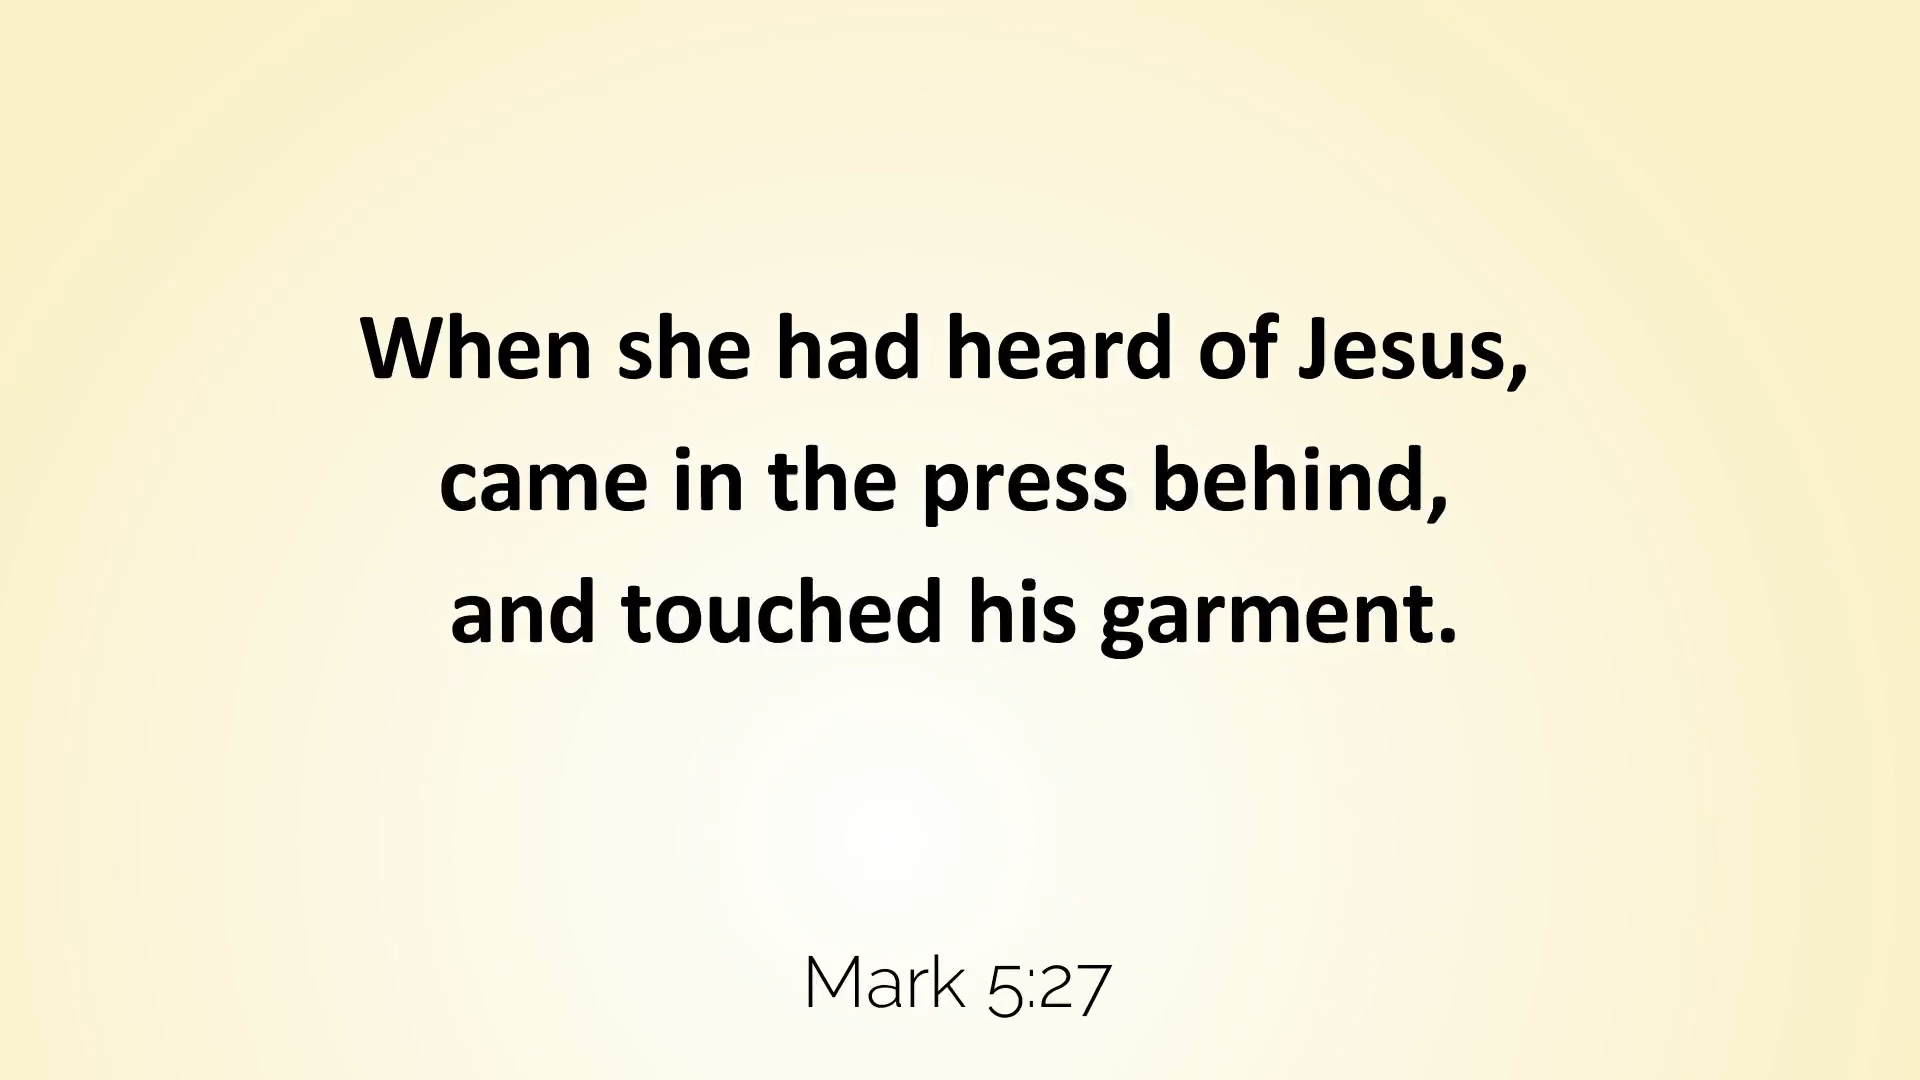 When she had heard of Jesus,
came in the press behind,
and touched his garment.
Mark 5:27